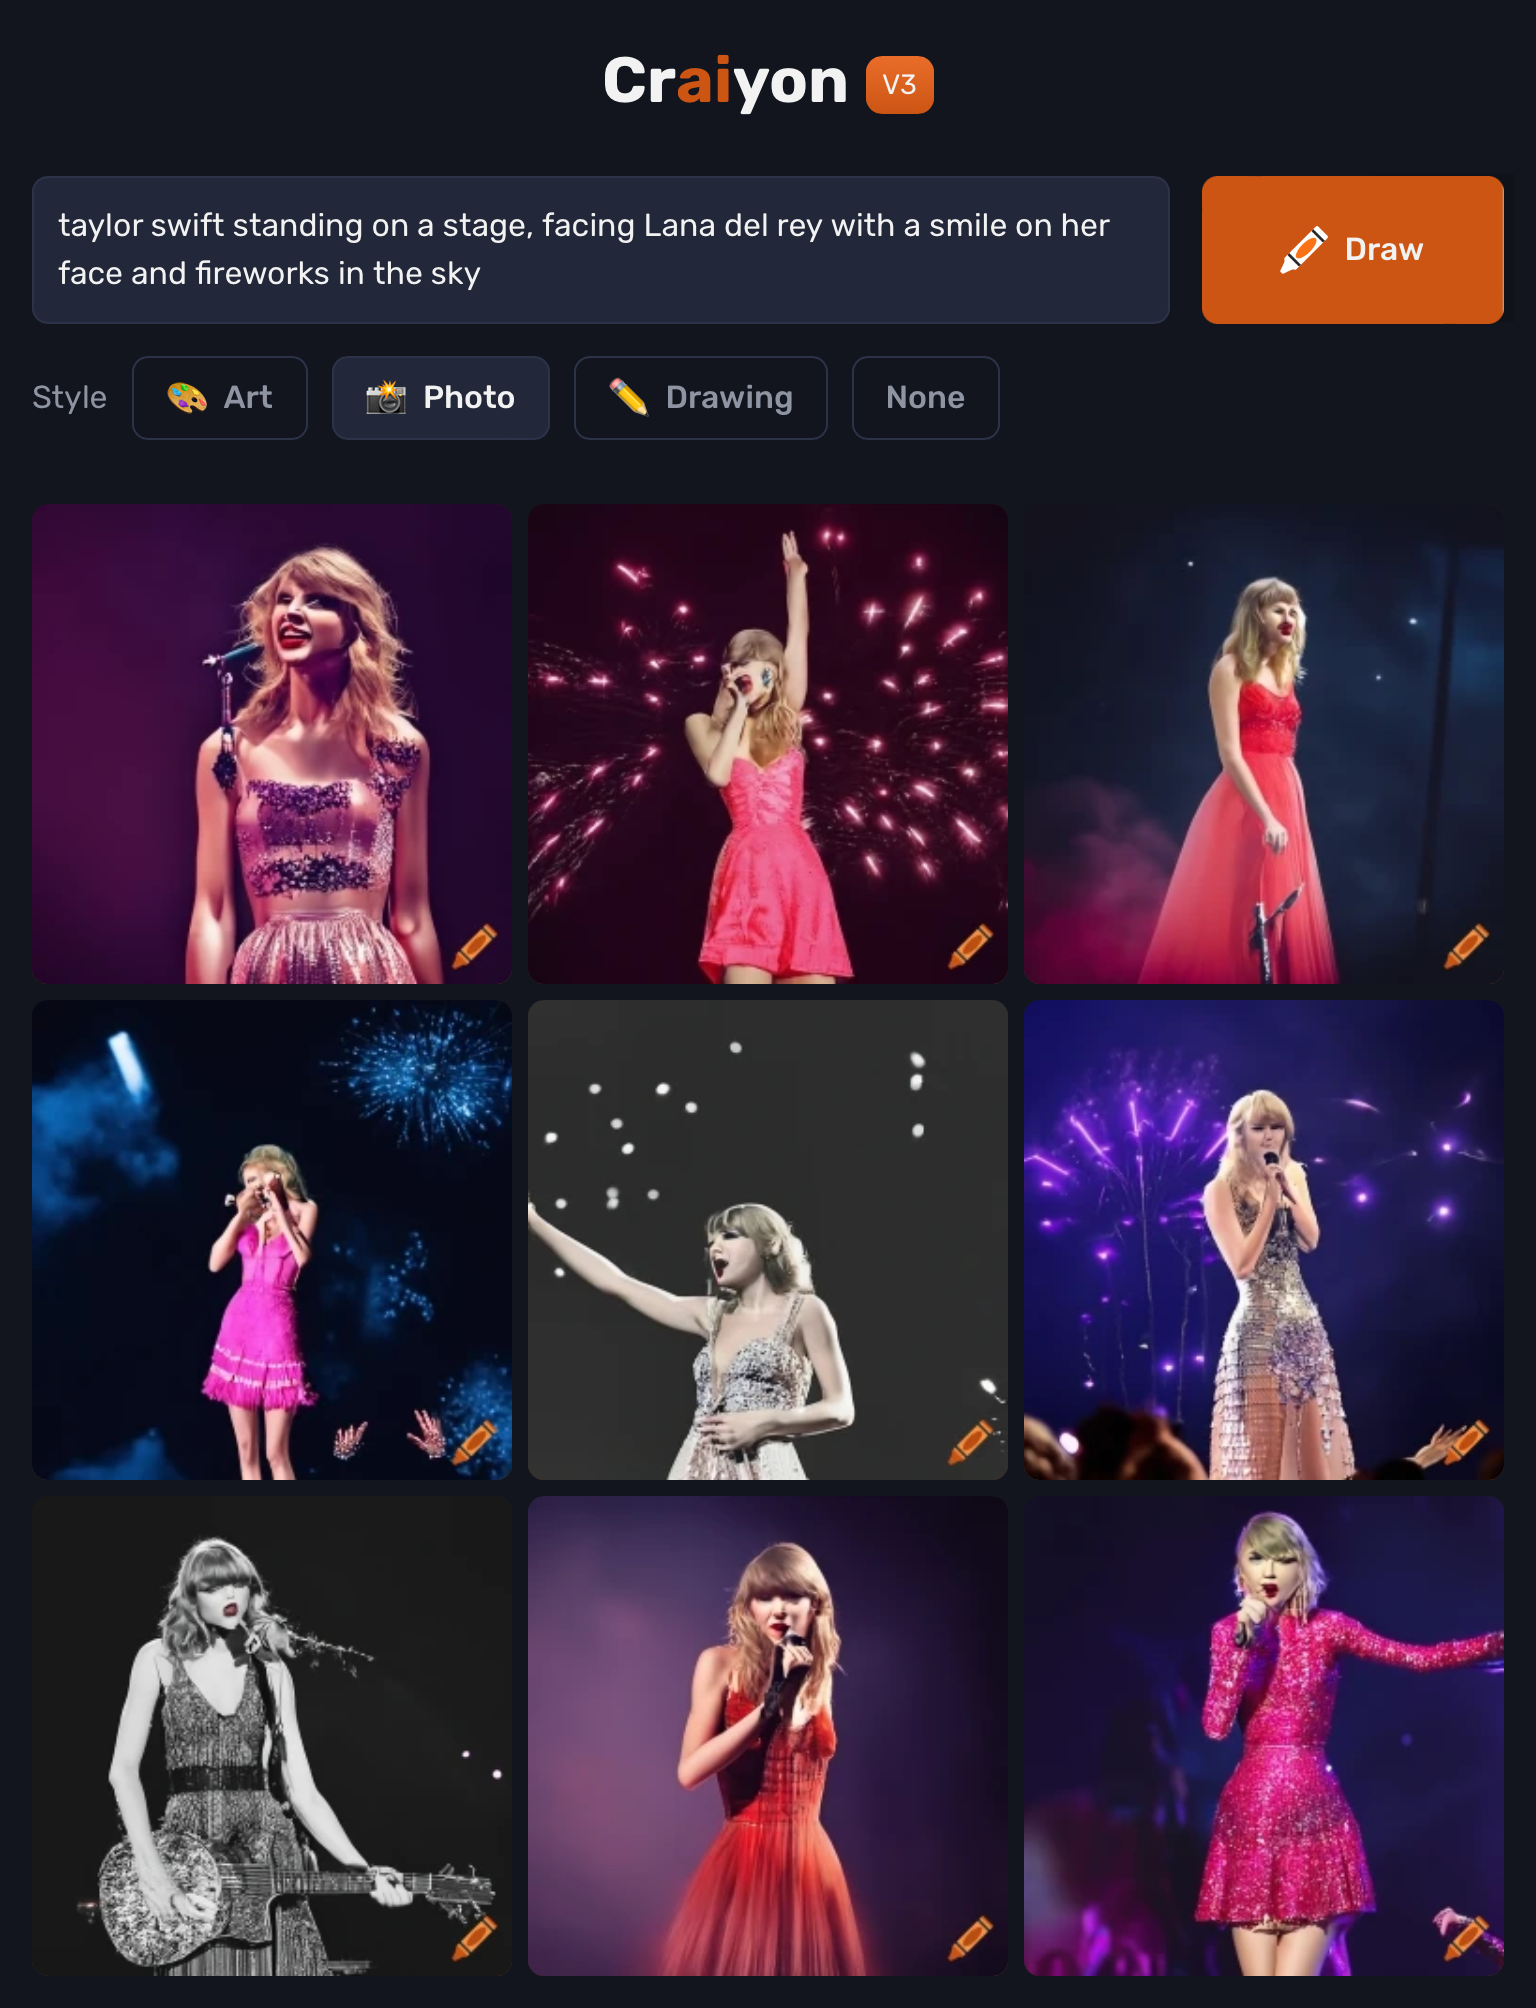 Craiyon V3
taylor swift standing on a stage, facing Lana del rey with a smile on her
face and fireworks in the sky
Draw
Style Art Photo Drawing None